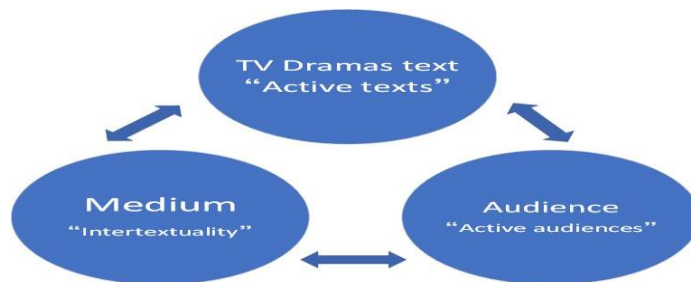 TV Dramas text
“Active texts”
Medium
“Intertextuality”
Audience
“Active audiences”